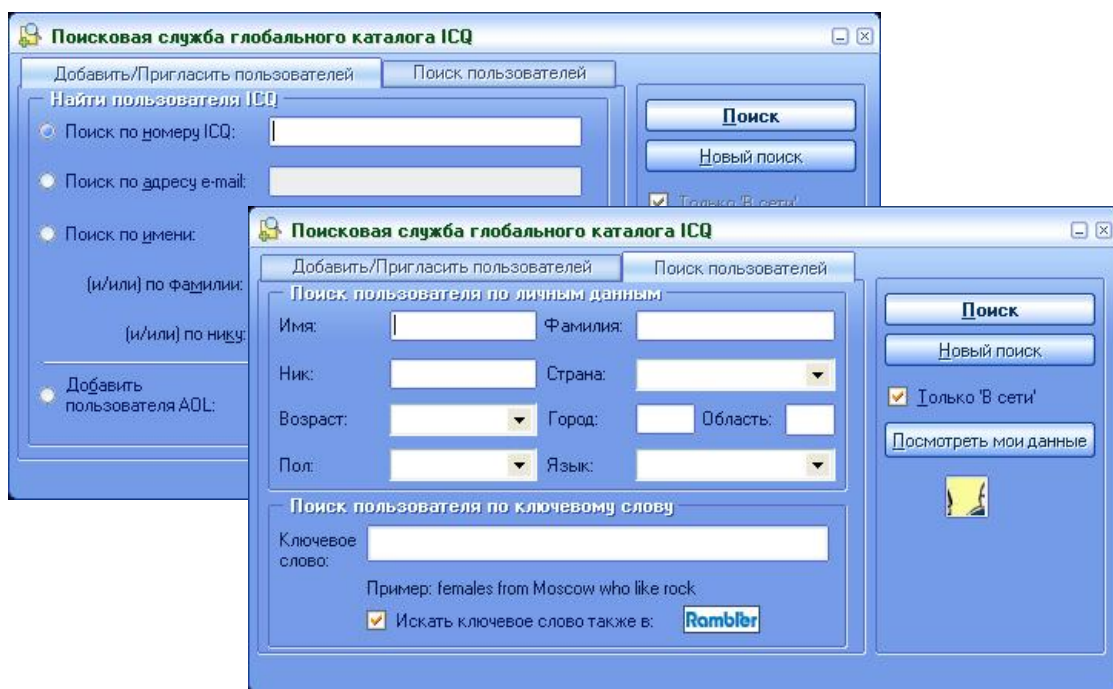 Поисковая служба глобального каталога ICQ
Добавить/Пригласить пользователей Поиск пользователей
Найти пользователя ICQ
Поиск по номеру ICQ:
Поиск по адресу e-mail:
Поиск по имени:
(и/или) по фамилии:
(и/или) по нику:
Добавить
пользователя AOL:
Поиск
Новый поиск
Только 'В сети'
Поисковая служба глобального каталога ICQ
Добавить/Пригласить пользователей Поиск пользователей
Поиск пользователя по личным данным
Имя: Фамилия:
Ник: Страна:
Возраст: Город: Область:
Пол: Язык:
Поиск пользователя по ключевому слову
Ключевое
слово:
Пример: females from Moscow who like rock
Искать ключевое слово также в: Rambler
Поиск
Новый поиск
Только 'В сети'
Посмотреть мои данные